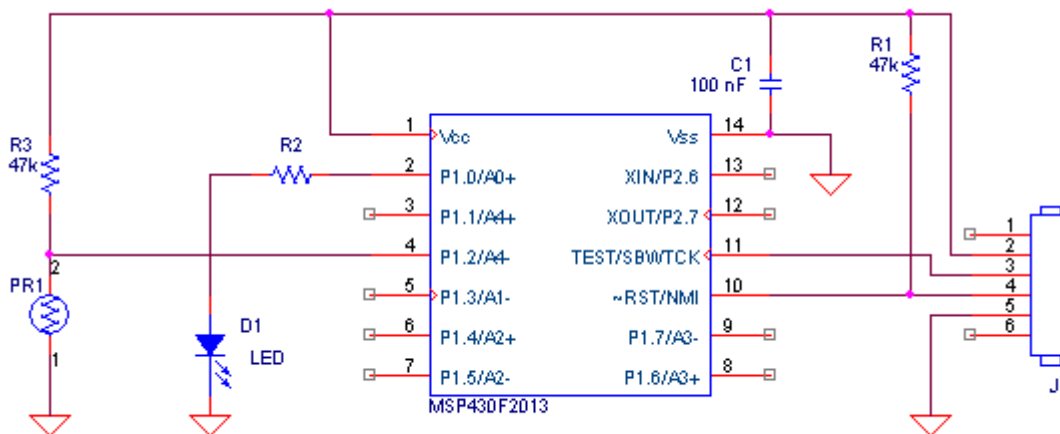 R1
47k
C1
100 nF
R3
47k
R2
1
Vcc
Vss
14
2
P1.0/A0+
XIN/P2.6
13
3
P1.1/A4+
XOUT/P2.7
12
4
P1.2/A4-
TEST/SBWTCK
11
5
P1.3/A1-
~RST/NMI
10
6
P1.4/A2+
P1.7/A3-
9
7
P1.5/A2-
P1.6/A3+
8
MSP430F2013
2
PR1
1
D1
LED
1
2
3
4
5
6
J